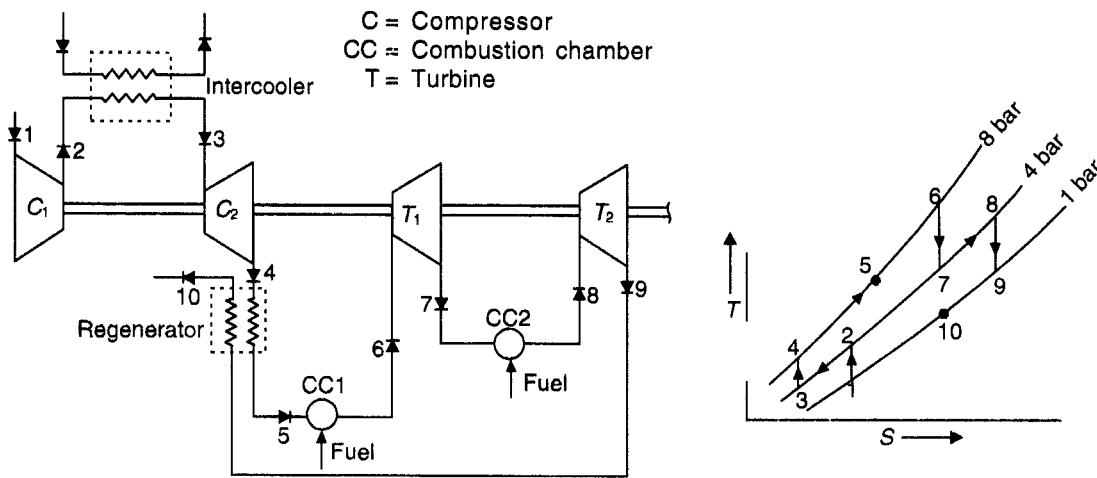 C = Compressor
CC = Combustion chamber
T = Turbine
Intercooler
1
2
3
C1
C2
T1
T2
4
10
Regenerator
5
CC1
Fuel
6
7
CC2
Fuel
8
9
8 bar
4 bar
1 bar
T
4
3
5
2
6
7
8
9
10
S